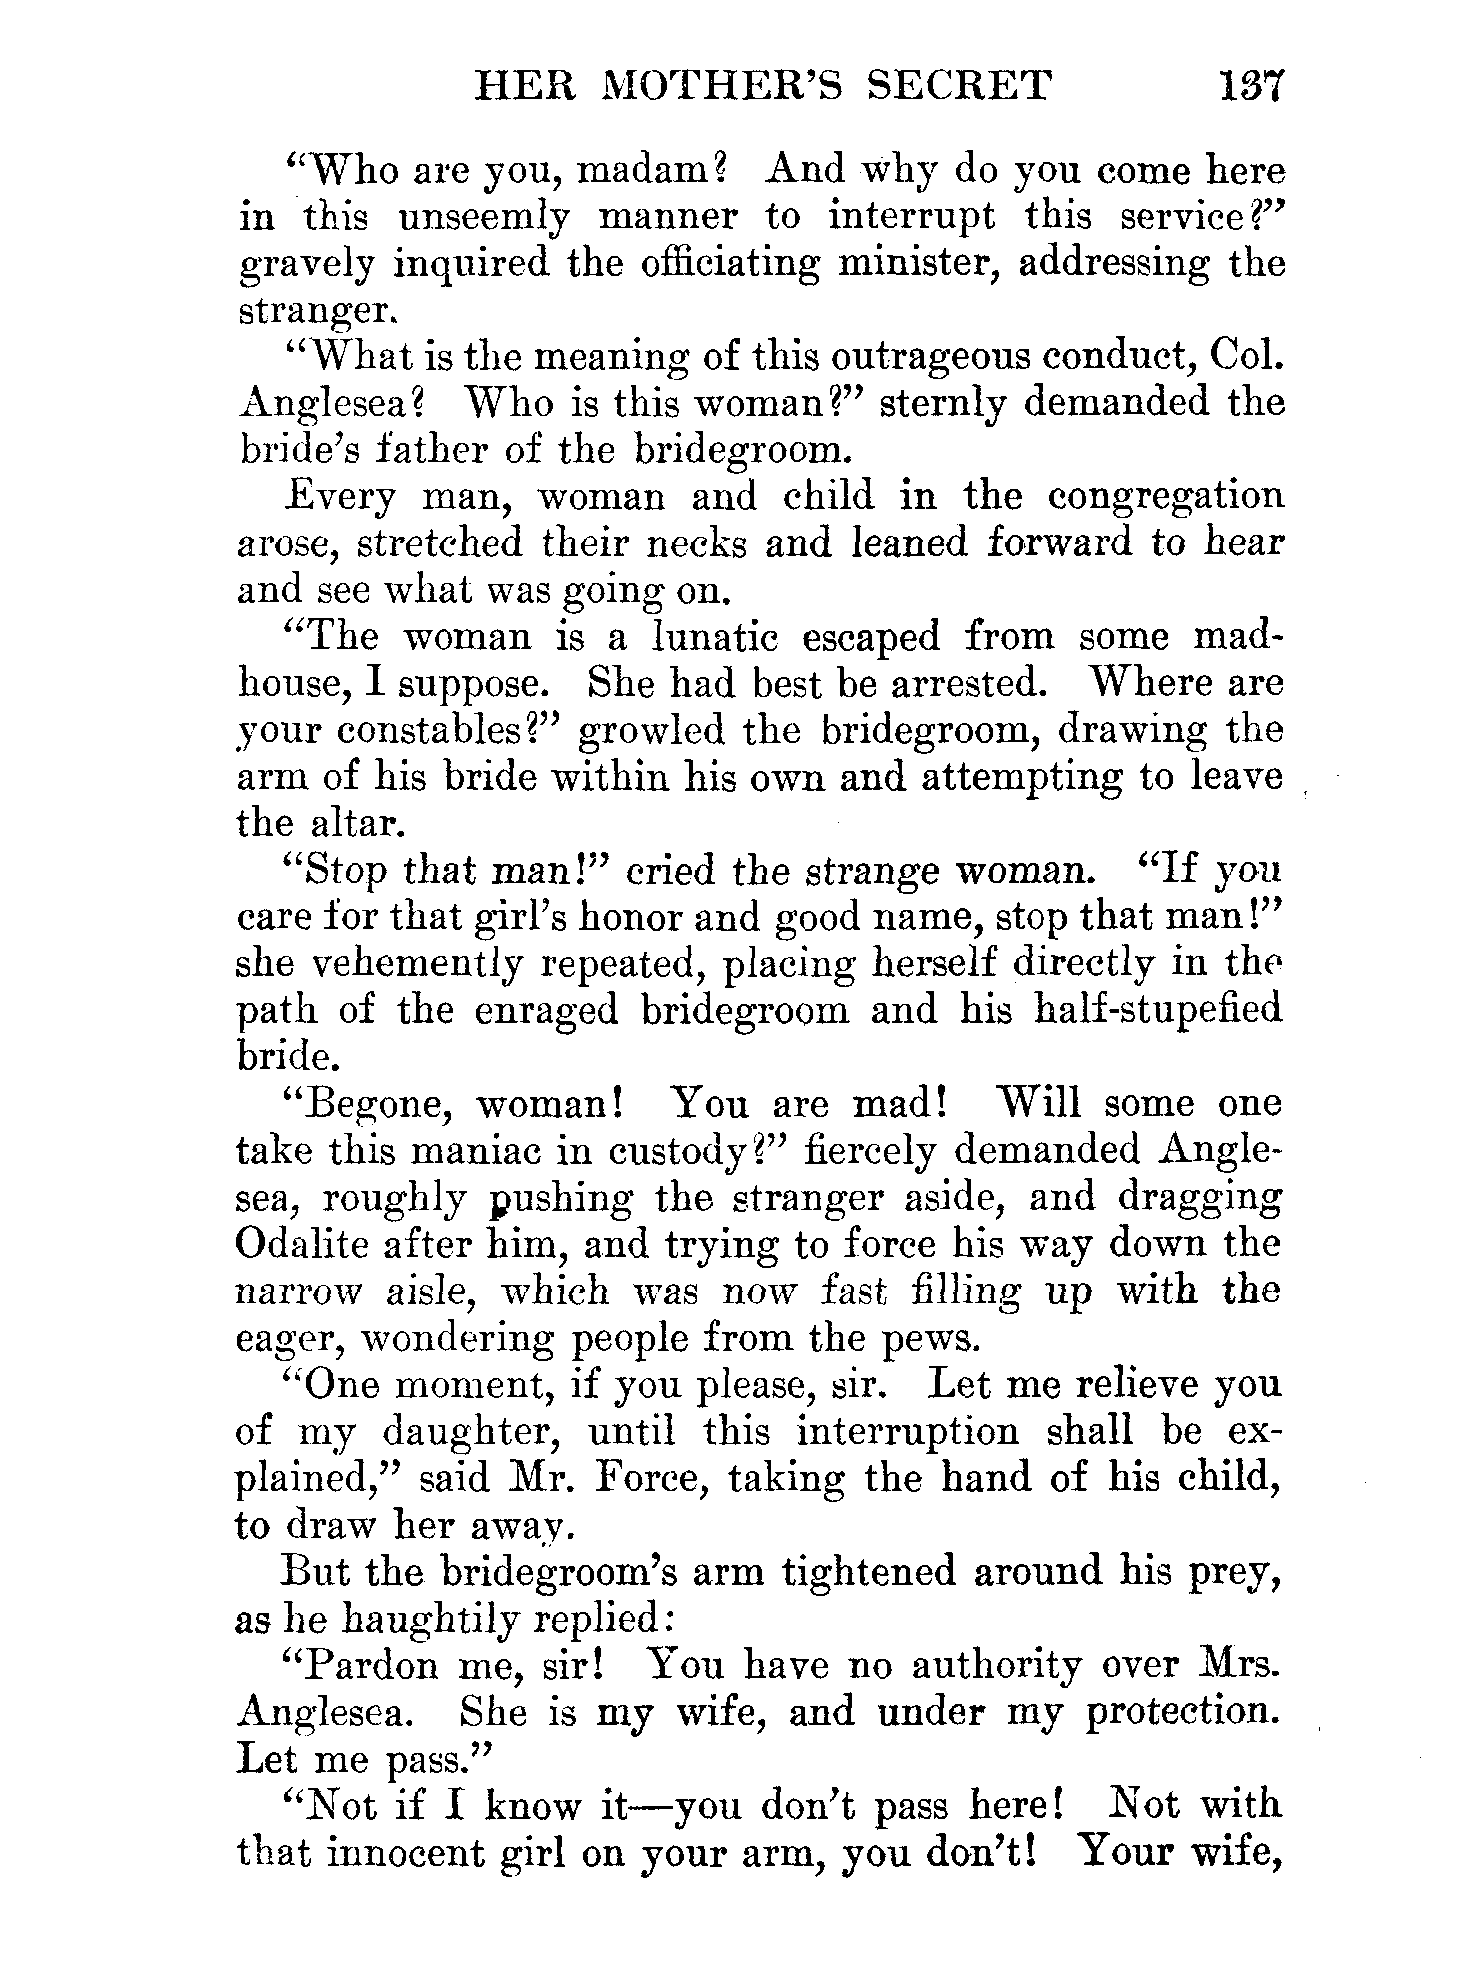 HER MOTHER'S SECRET 137
“Who are you, madam? And why do you come here
in this unseemly manner to interrupt this service?”
gravely inquired the officiating minister, addressing the
stranger.
“What is the meaning of this outrageous conduct, Col.
Anglesea? Who is this woman?” sternly demanded the
bride's father of the bridegroom.
Every man, woman and child in the congregation
arose, stretched their necks and leaned forward to hear
and see what was going on.
“The woman is a lunatic escaped from some mad-
house, I suppose. She had best be arrested. Where are
your constables?” growled the bridegroom, drawing the
arm of his bride within his own and attempting to leave
the altar.
“Stop that man!” cried the strange woman. “If you
care for that girl's honor and good name, stop that man!”
she vehemently repeated, placing herself directly in the
path of the enraged bridegroom and his half-stupefied
bride.
“Begone, woman! You are mad! Will some one
take this maniac in custody?” fiercely demanded Angle-
sea, roughly pushing the stranger aside, and dragging
Odalite after him, and trying to force his way down the
narrow aisle, which was now fast filling up with the
eager, wondering people from the pews.
“One moment, if you please, sir. Let me relieve you
of my daughter, until this interruption shall be ex-
plained,” said Mr. Force, taking the hand of his child,
to draw her away.
But the bridegroom's arm tightened around his prey,
as he haughtily replied:
“Pardon me, sir! You have no authority over Mrs.
Anglesea. She is my wife, and under my protection.
Let me pass.”
“Not if I know it—you don't pass here! Not with
that innocent girl on your arm, you don't! Your wife,